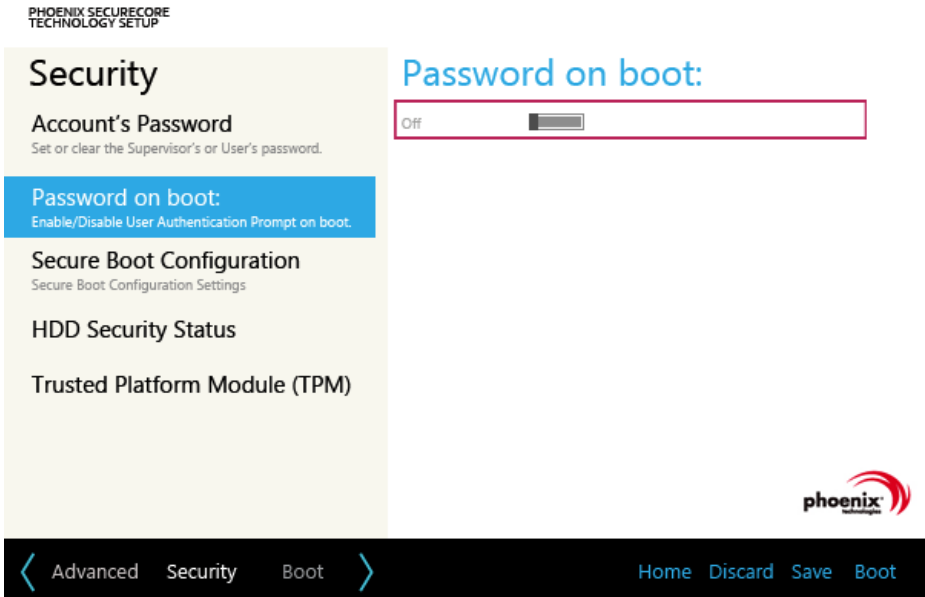 PHOENIX SECURECORE
TECHNOLOGY SETUP
Security
Account's Password
Set or clear the Supervisor's or User's password.
Password on boot:
Enable/Disable User Authentication Prompt on boot.
Secure Boot Configuration
Secure Boot Configuration Settings
HDD Security Status
Trusted Platform Module (TPM)
Password on boot:
Off
phoenix
technologies
Advanced Security Boot
Home Discard Save Boot